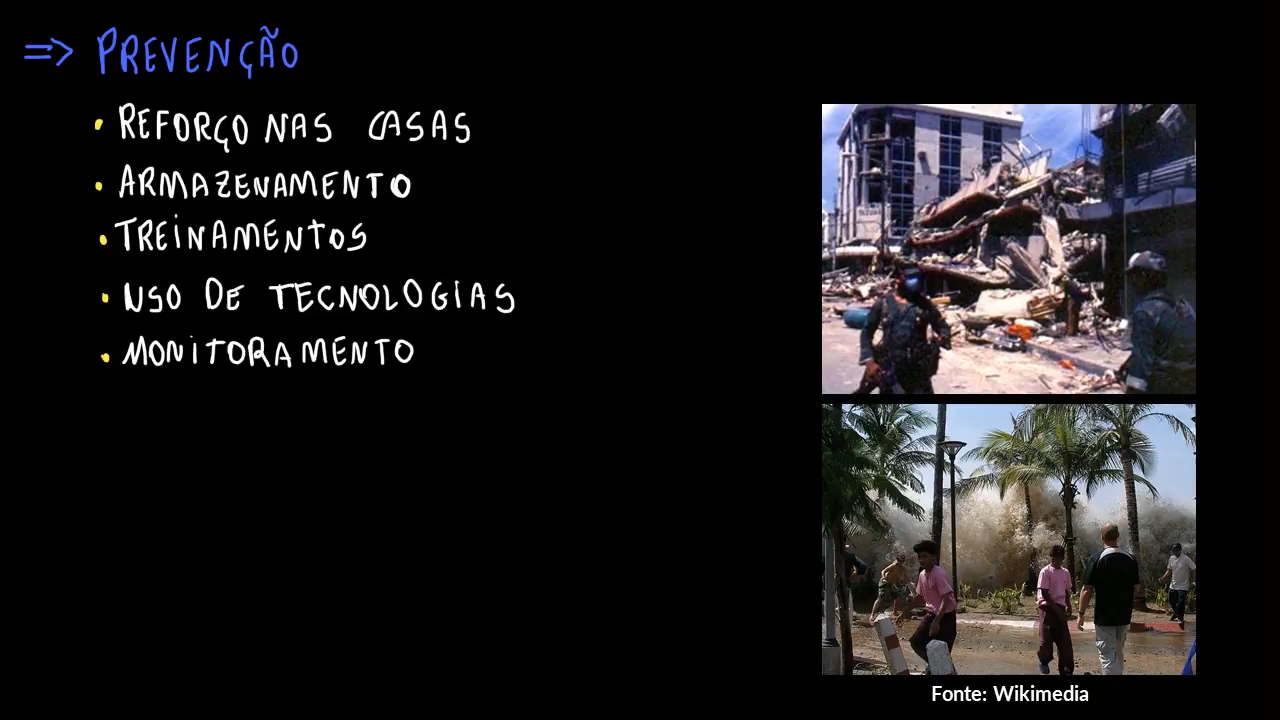 => PREVENÇÃO
• REFORÇO NAS CASAS
• ARMAZENAMENTO
• TREINAMENTOS
• USO DE TECNOLOGIAS
• MONITORAMENTO
Fonte: Wikimedia